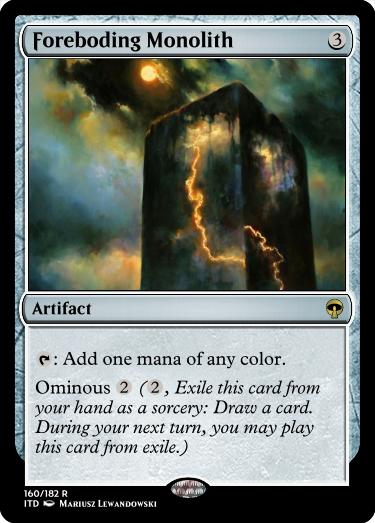 Foreboding Monolith 3
Artifact
: Add one mana of any color.
Ominous 2 (2, Exile this card from
your hand as a sorcery: Draw a card.
During your next turn, you may play
this card from exile.)
160/182 R
ITD Mariusz Lewandowski